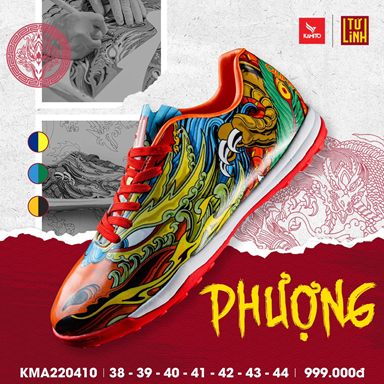 KAMITO
TỨ
LINH
PHƯỢNG
KMA220410 | 38 - 39 - 40 - 41 - 42 - 43 - 44 | 999.000đ